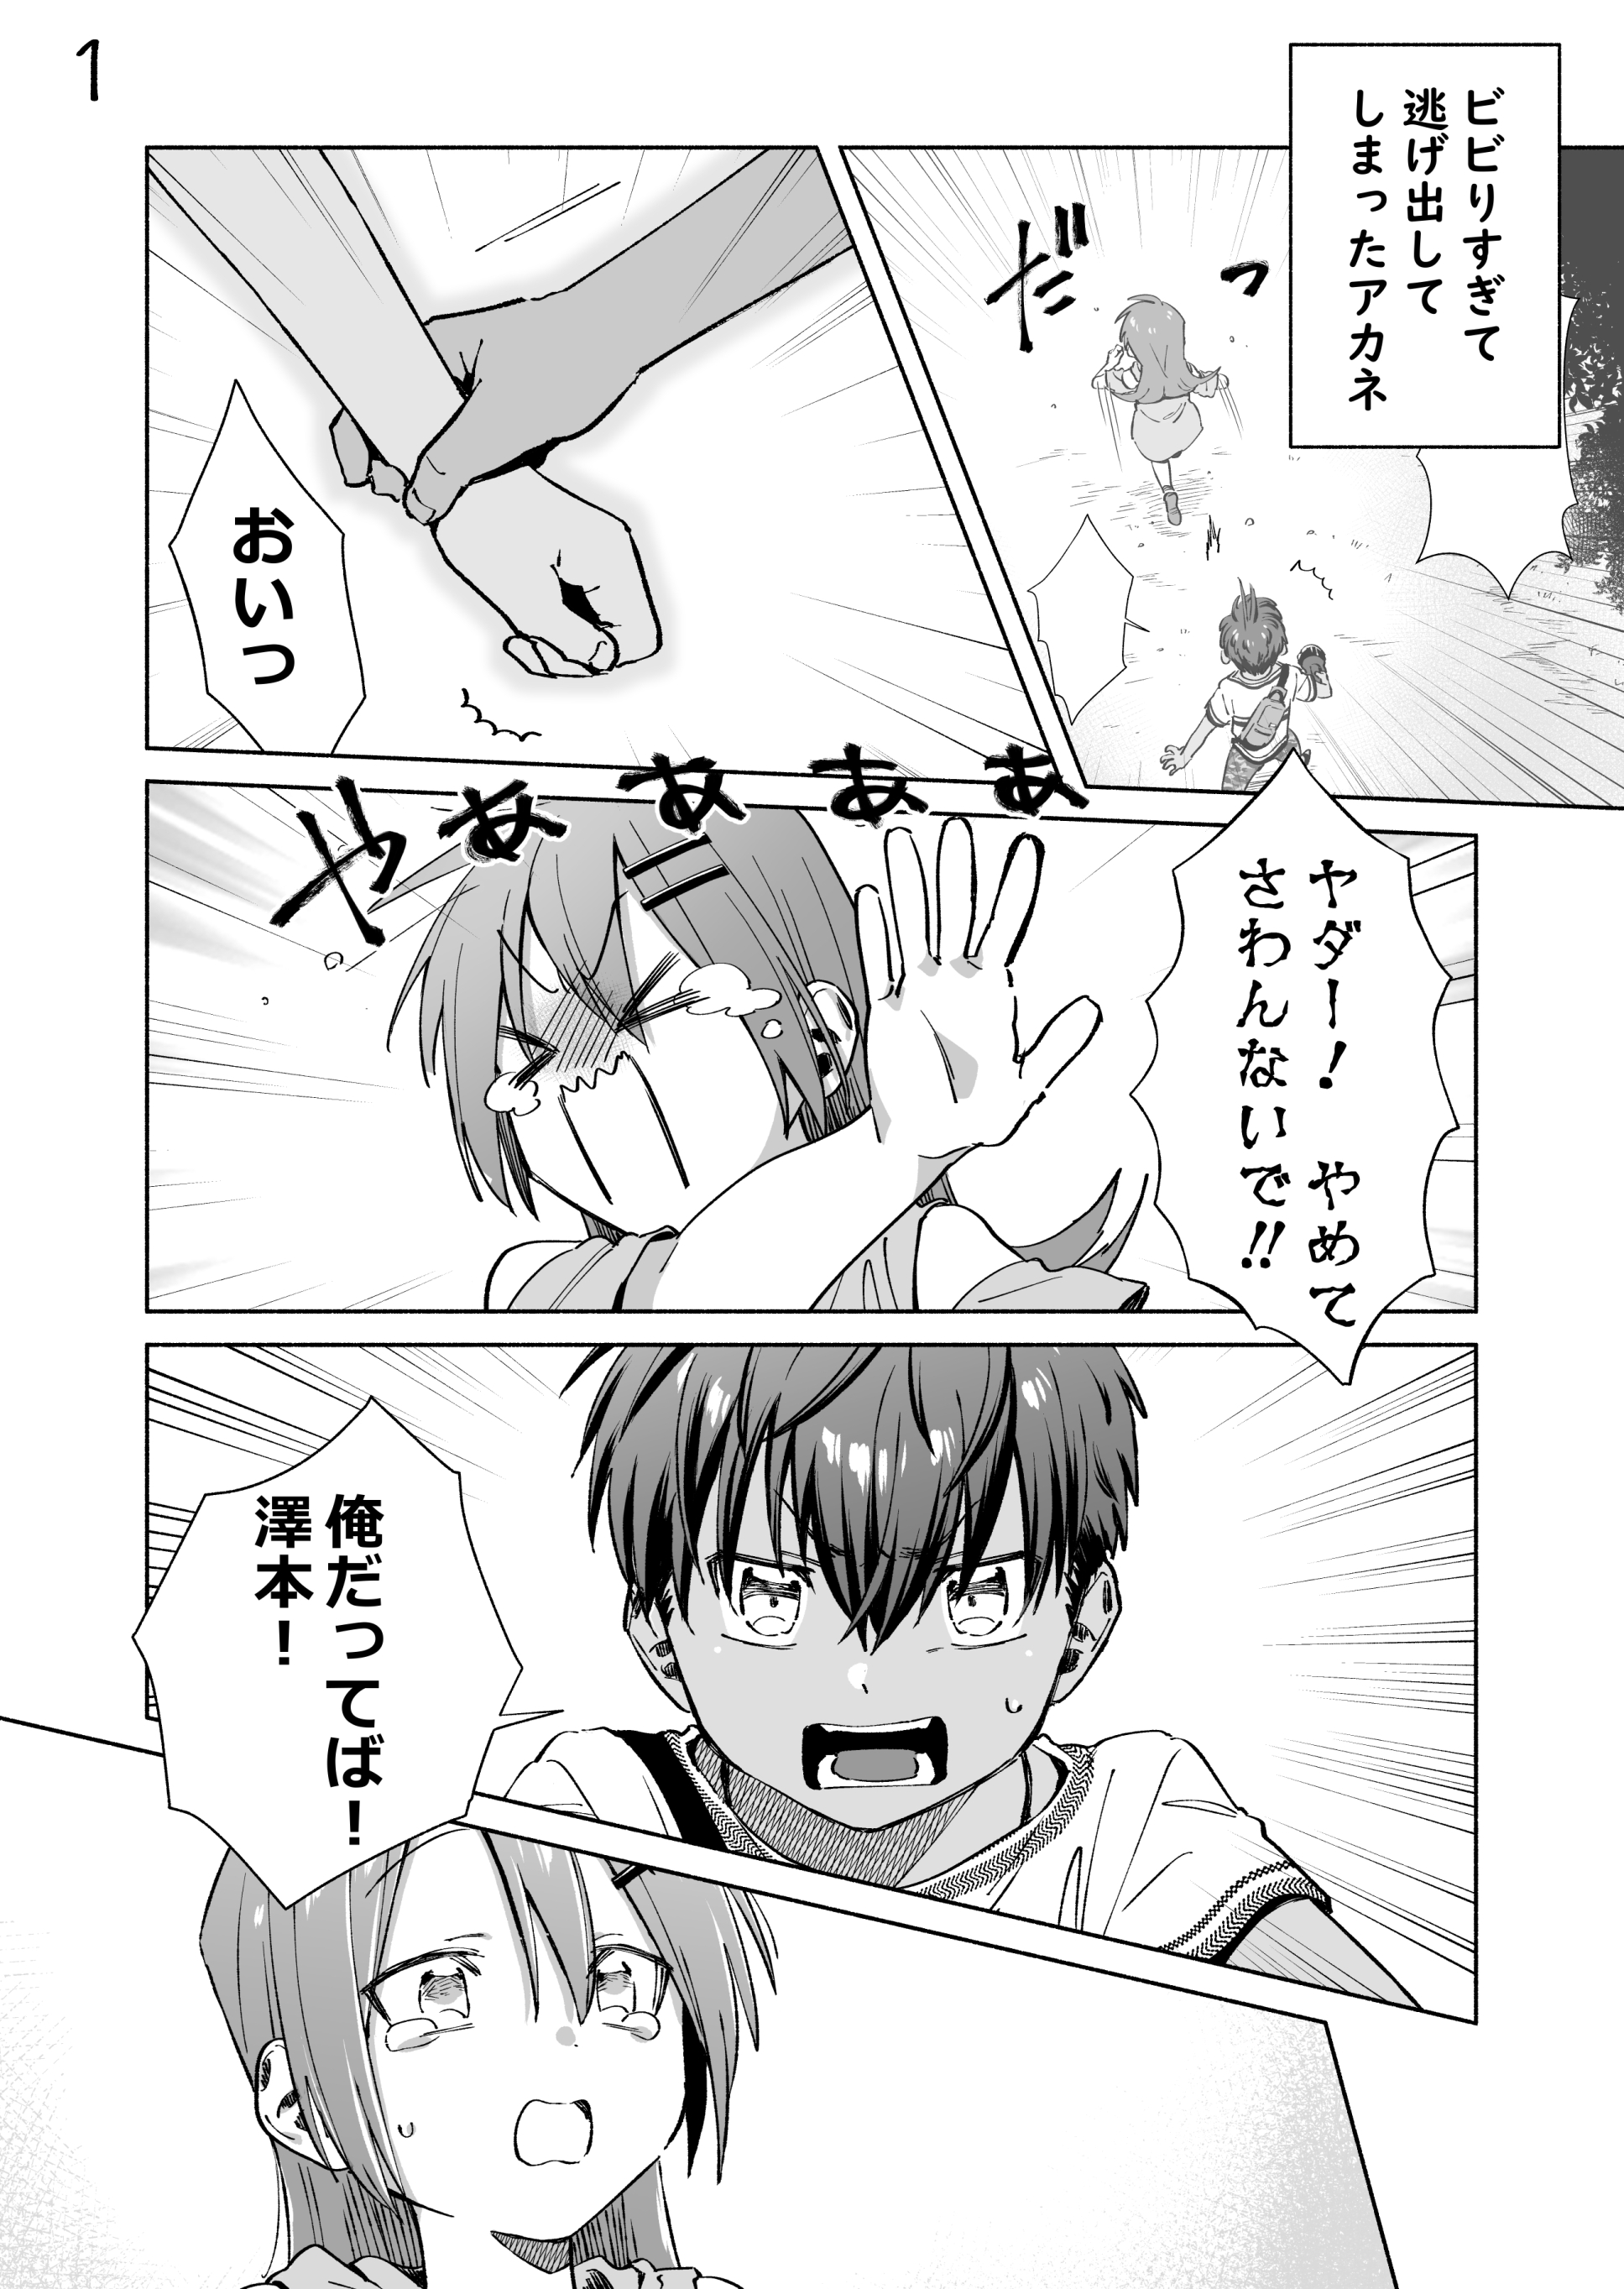 1
ビビりすぎて
逃げ出して
しまったアカネ
だっ
おいっ
やぁぁぁぁ
ヤダー！　やめて
さわんないで!!
俺だってば！
澤本！